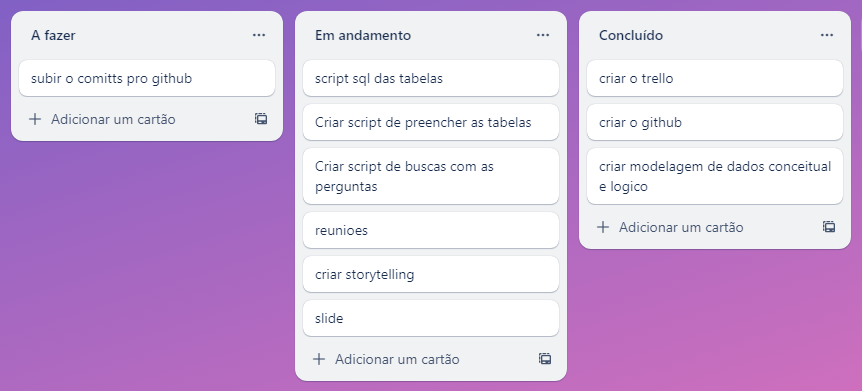 A fazer
subir o comitts pro github
Adicionar um cartão
Em andamento
script sql das tabelas
Criar script de preencher as tabelas
Criar script de buscas com as
perguntas
reunioes
criar storytelling
slide
Adicionar um cartão
Concluído
criar o trello
criar o github
criar modelagem de dados conceitual
e logico
Adicionar um cartão